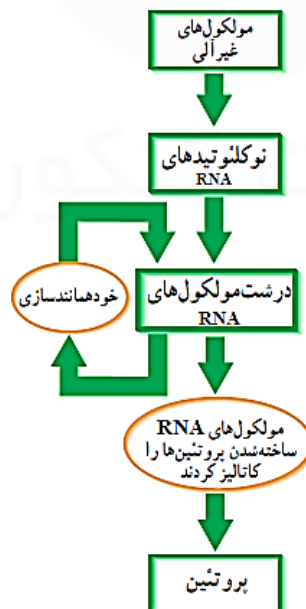 مولکول‌های
غیرآلی
نوکلئوتیدهای
RNA
درشت‌مولکول‌های
RNA
خودهمانندسازی
مولکول‌های RNA
ساخته‌شدن پروتئین‌ها را
کاتالیز کردند
پروتئین